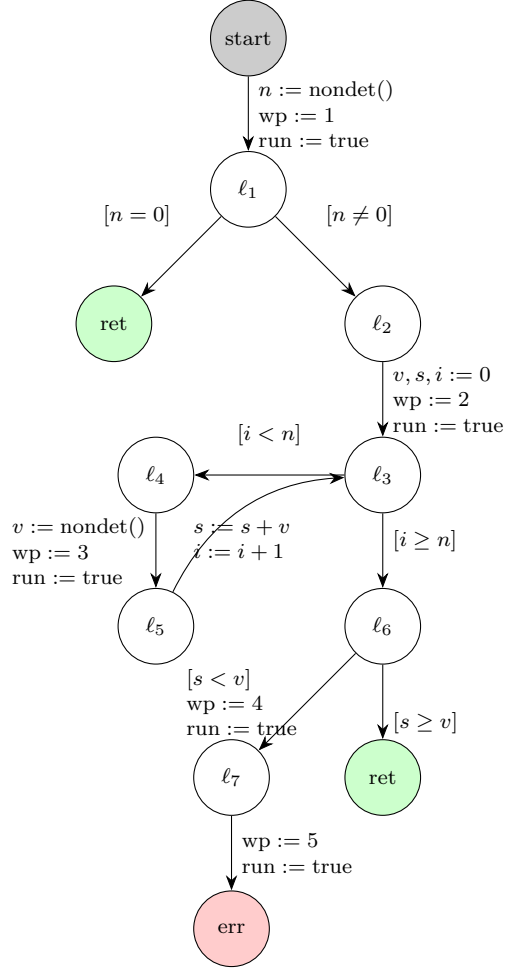 start
n := nondet()
wp := 1
run := true
ℓ₁
[n = 0]
[n ≠ 0]
ret
ℓ₂
v, s, i := 0
wp := 2
run := true
[i < n]
ℓ₄
ℓ₃
v := nondet()
wp := 3
run := true
s := s + v
i := i + 1
[i ≥ n]
ℓ₅
ℓ₆
[s < v]
wp := 4
run := true
[s ≥ v]
ℓ₇
ret
wp := 5
run := true
err